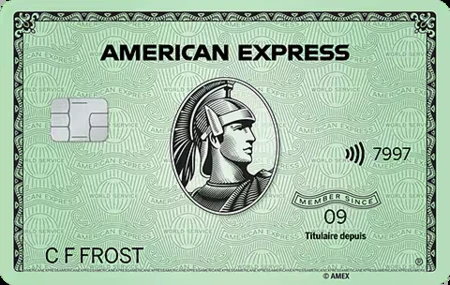 AMERICAN EXPRESS
7997
MEMBER SINCE
09
Titulaire depuis
C F FROST
®
© AMEX